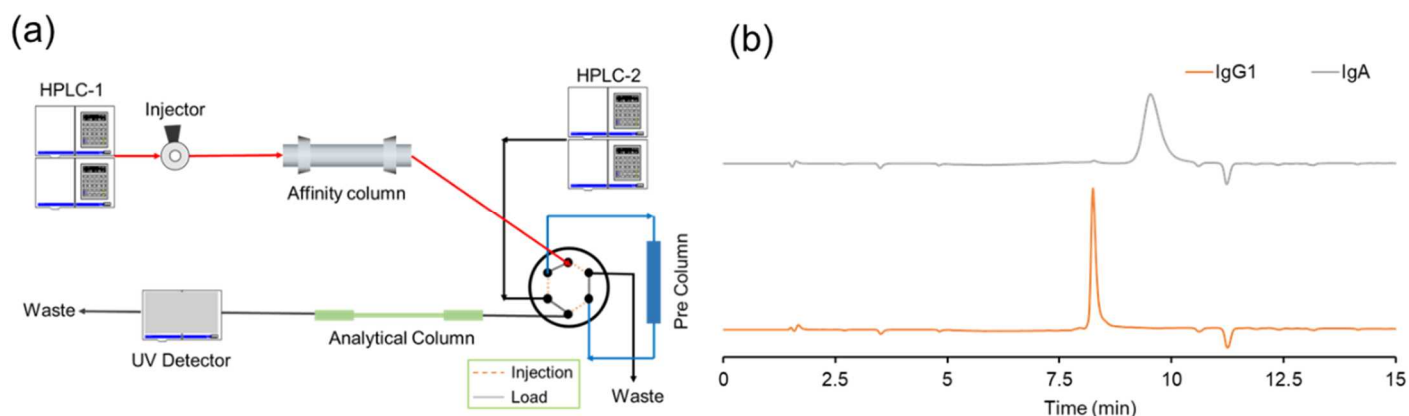 (a)
HPLC-1
Injector
Affinity column
HPLC-2
Pre Column
Waste
UV Detector
Analytical Column
Injection
Load
Waste
(b)
IgG1
IgA
0 2.5 5 7.5 10 12.5 15
Time (min)